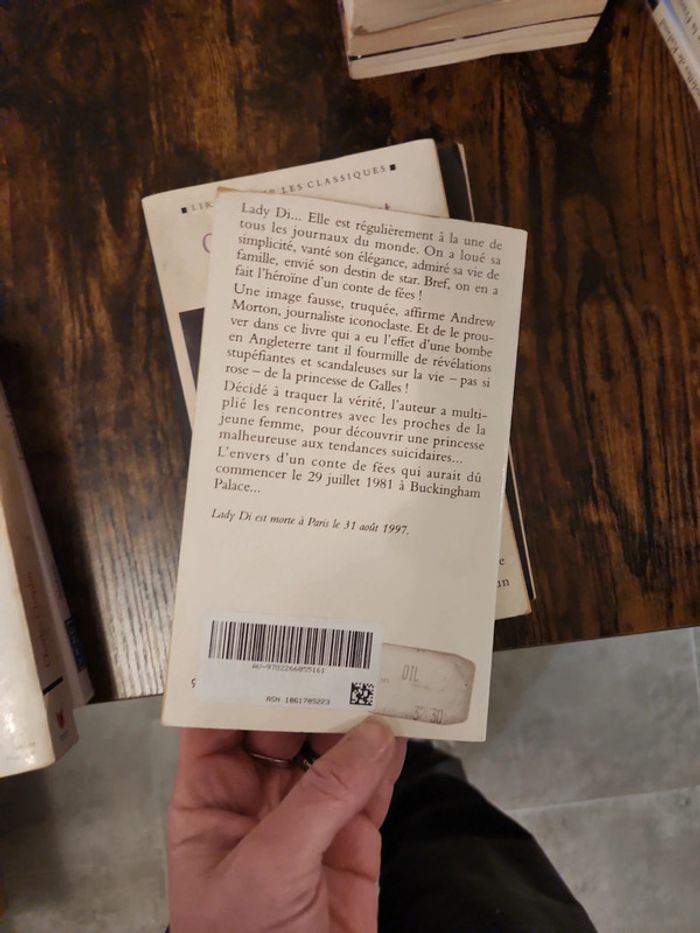 LES CLASSIQUES
Lady Di... Elle est régulièrement à la une de
tous les journaux du monde. On a loué sa
simplicité, vanté son élégance, admiré sa vie de
famille, envié son destin de star. Bref, on en a
fait l'héroïne d'un conte de fées !
Une image fausse, truquée, affirme Andrew
Morton, journaliste iconoclaste. Et de le prou-
ver dans ce livre qui a eu l'effet d'une bombe
en Angleterre tant il fourmille de révélations
stupéfiantes et scandaleuses sur la vie – pas si
rose – de la princesse de Galles !
Décidé à traquer la vérité, l'auteur a multi-
plié les rencontres avec les proches de la
jeune femme, pour découvrir une princesse
malheureuse aux tendances suicidaires...
L'envers d'un conte de fées qui aurait dû
commencer le 29 juillet 1981 à Buckingham
Palace...
Lady Di est morte à Paris le 31 août 1997.
AU-9782266055161
ASN 1061705223